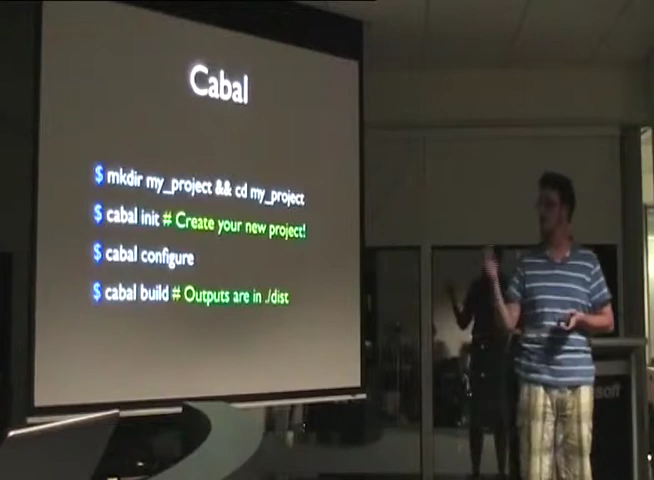 Cabal
$ mkdir my_project && cd my_project
$ cabal init # Create your new project!
$ cabal configure
$ cabal build # Outputs are in ./dist